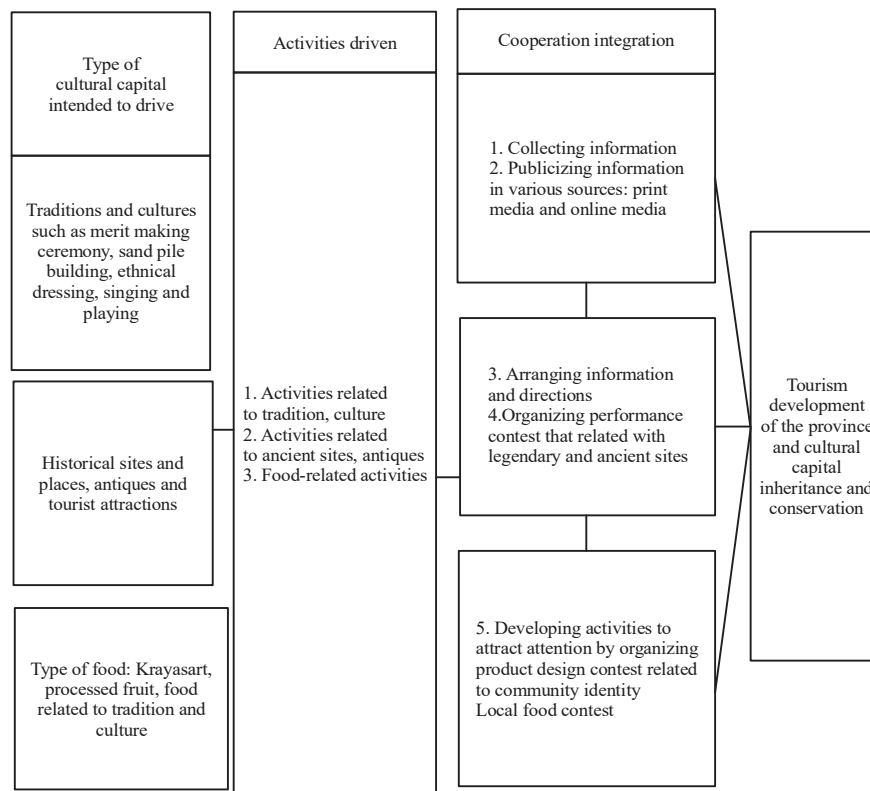 Type of
cultural capital
intended to drive
Traditions and cultures
such as merit making
ceremony, sand pile
building, ethnical
dressing, singing and
playing
Historical sites and
places, antiques and
tourist attractions
Type of food: Krayasart,
processed fruit, food
related to tradition and
culture
Activities driven
1. Activities related
to tradition, culture
2. Activities related
to ancient sites, antiques
3. Food-related activities
Cooperation integration
1. Collecting information
2. Publicizing information
in various sources: print
media and online media
3. Arranging information
and directions
4.Organizing performance
contest that related with
legendary and ancient sites
5. Developing activities to
attract attention by organizing
product design contest related
to community identity
Local food contest
Tourism
development
of the province
and cultural
capital
inheritance and
conservation